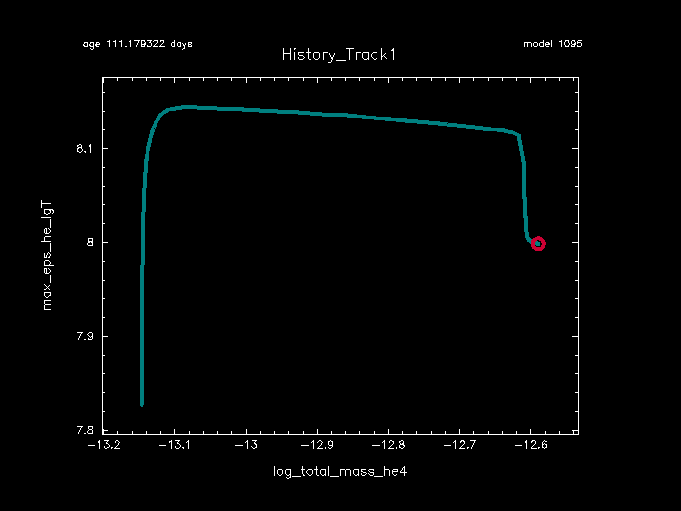 age 111.179322 days
model 1095
History_Track1
8.1
8
7.9
7.8
max_eps_he_lgT
−13.2 −13.1 −13 −12.9 −12.8 −12.7 −12.6
log_total_mass_he4